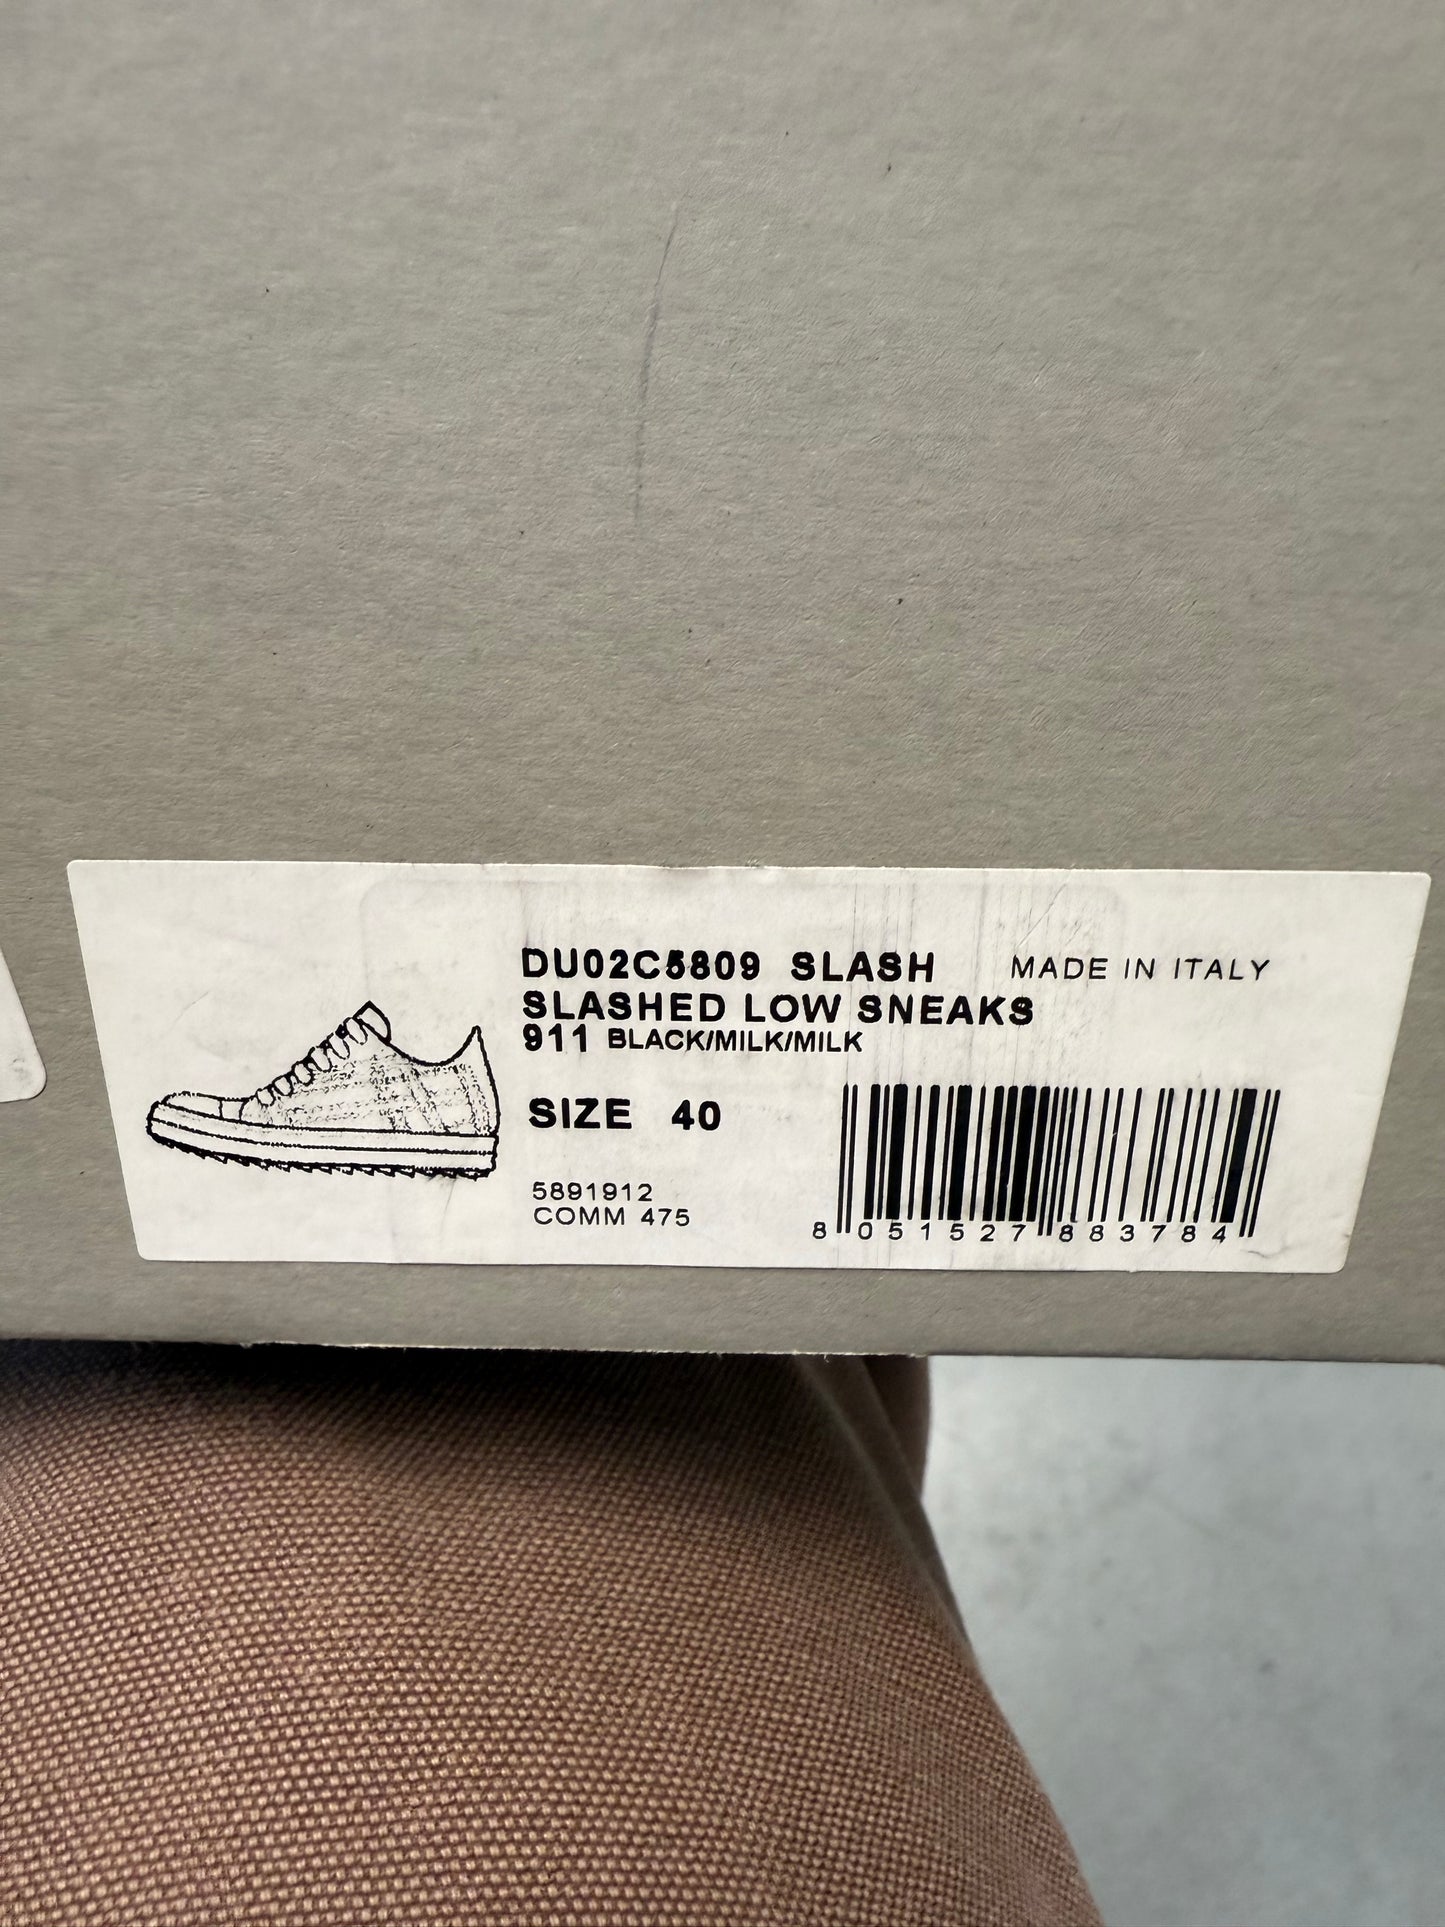 DU02C5809 SLASH MADE IN ITALY
SLASHED LOW SNEAKS
911 BLACK/MILK/MILK
SIZE 40
5891912
COMM 475
8 051527 883784